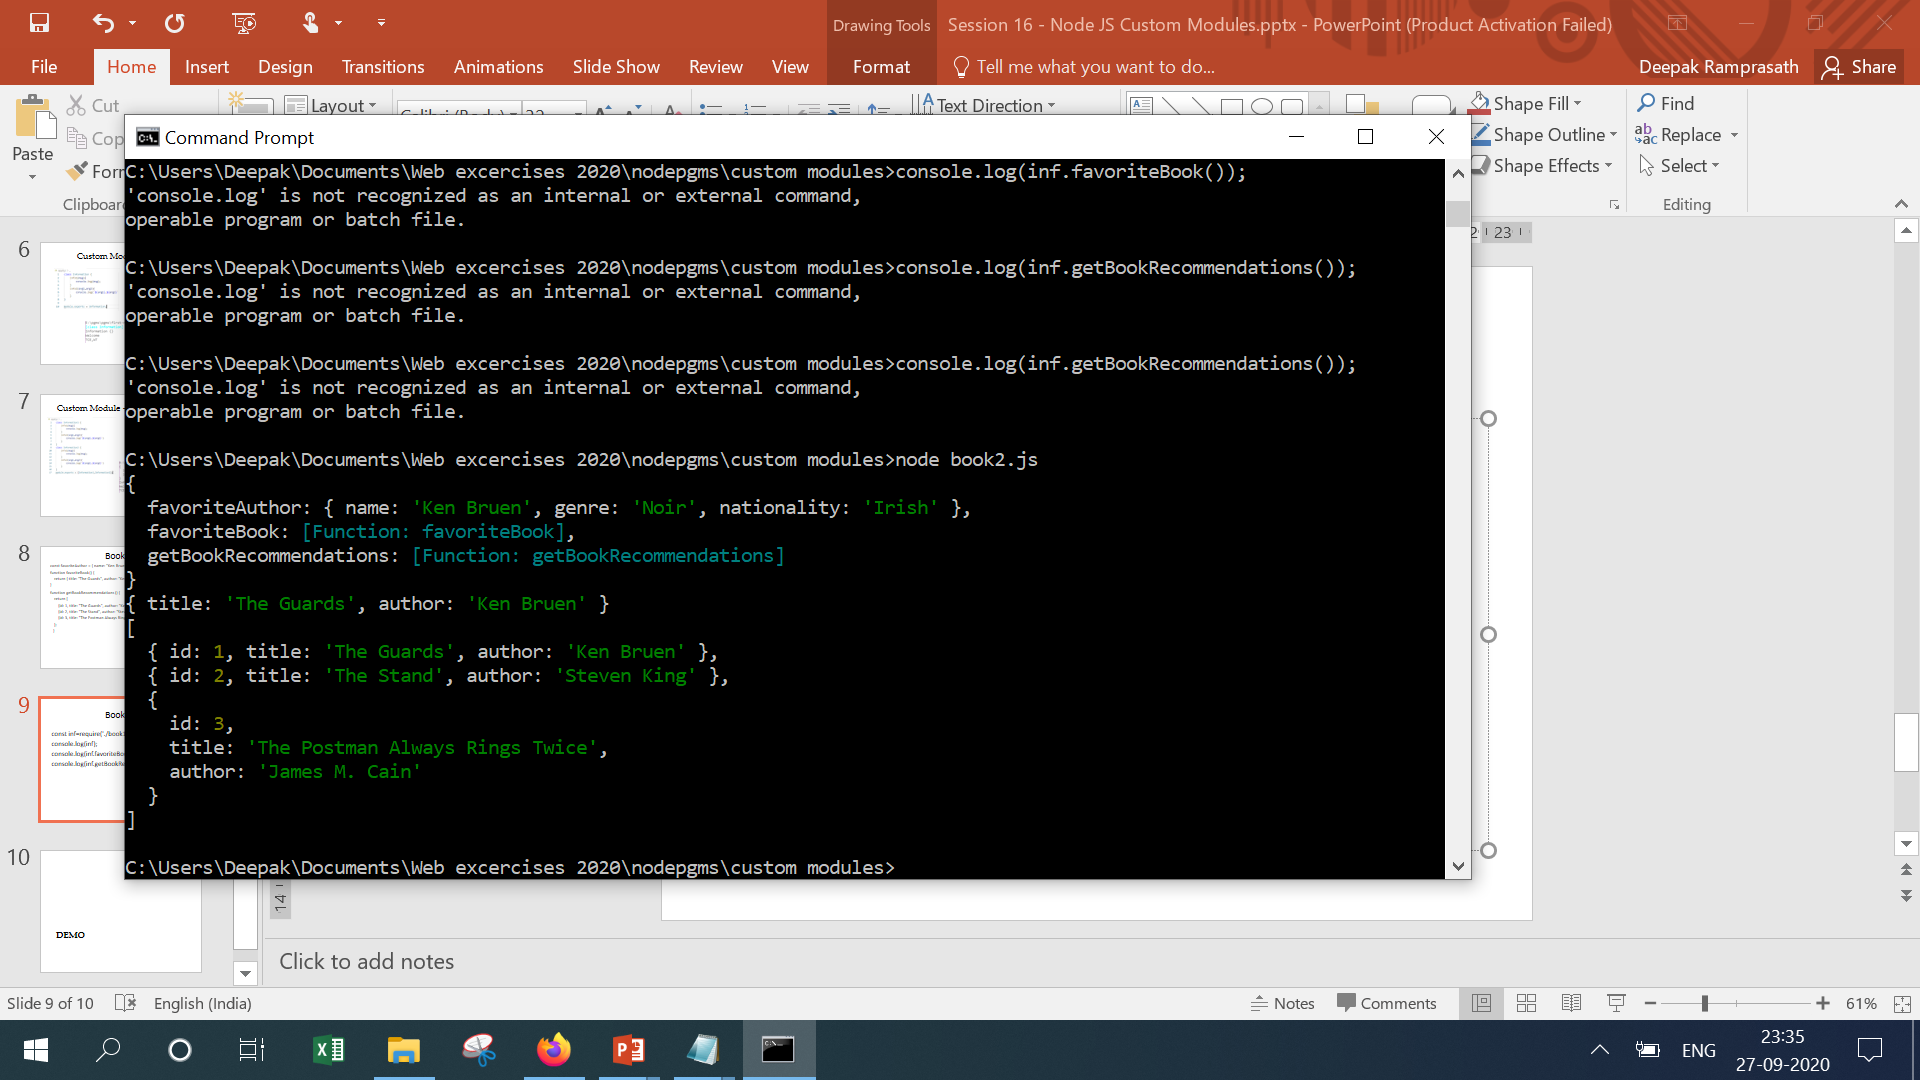 Drawing Tools
Session 16 - Node JS Custom Modules.pptx - PowerPoint (Product Activation Failed)
File
Home
Insert
Design
Transitions
Animations
Slide Show
Review
View
Format
Tell me what you want to do...
Deepak Ramprasath
Share
Paste
Cut
Layout
Text Direction
Shape Fill
Shape Outline
Shape Effects
Find
Replace
Select
Editing
Command Prompt
C:\Users\Deepak\Documents\Web excercises 2020\nodepgms\custom modules>console.log(inf.favoriteBook());
'console.log' is not recognized as an internal or external command,
operable program or batch file.
C:\Users\Deepak\Documents\Web excercises 2020\nodepgms\custom modules>console.log(inf.getBookRecommendations());
'console.log' is not recognized as an internal or external command,
operable program or batch file.
C:\Users\Deepak\Documents\Web excercises 2020\nodepgms\custom modules>console.log(inf.getBookRecommendations());
'console.log' is not recognized as an internal or external command,
operable program or batch file.
C:\Users\Deepak\Documents\Web excercises 2020\nodepgms\custom modules>node book2.js
{
  favoriteAuthor: { name: 'Ken Bruen', genre: 'Noir', nationality: 'Irish' },
  favoriteBook: [Function: favoriteBook],
  getBookRecommendations: [Function: getBookRecommendations]
}
{ title: 'The Guards', author: 'Ken Bruen' }
[
  { id: 1, title: 'The Guards', author: 'Ken Bruen' },
  { id: 2, title: 'The Stand', author: 'Steven King' },
  {
    id: 3,
    title: 'The Postman Always Rings Twice',
    author: 'James M. Cain'
  }
]
C:\Users\Deepak\Documents\Web excercises 2020\nodepgms\custom modules>
6
7
Custom Module
8
Book
9
Book
console.log(inf);
10
DEMO
23
14
Click to add notes
Slide 9 of 10
English (India)
Notes
Comments
61%
ENG
23:35
27-09-2020